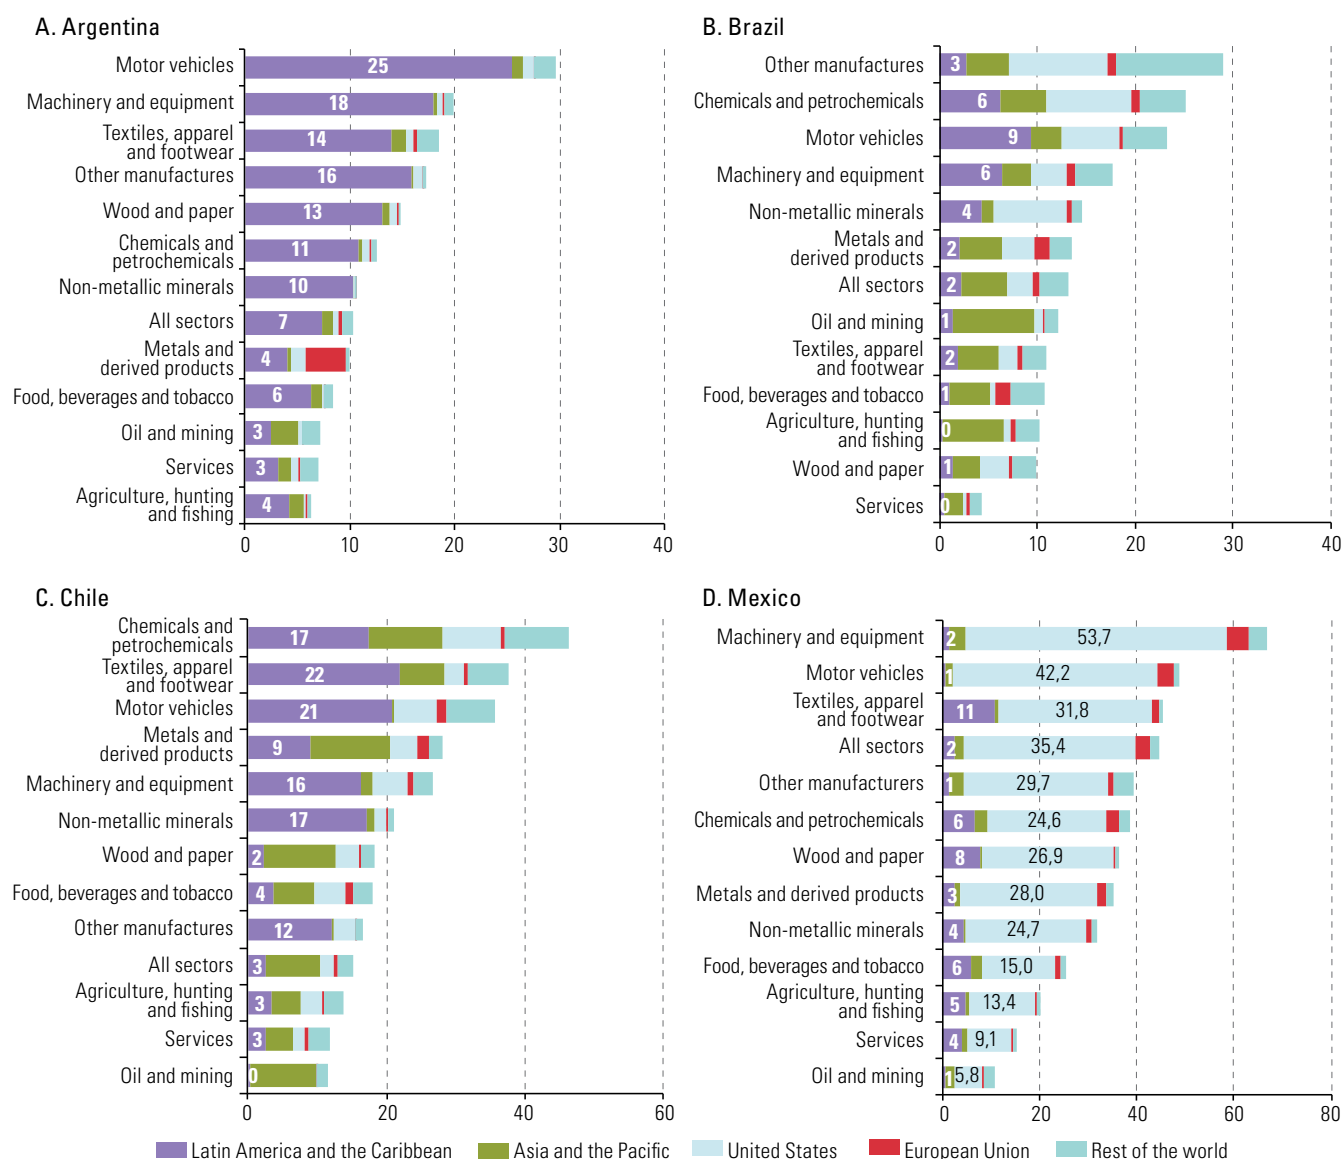 A. Argentina
Motor vehicles
25
Machinery and equipment
18
Textiles, apparel
and footwear
14
Other manufactures
16
Wood and paper
13
Chemicals and
petrochemicals
11
Non-metallic minerals
10
All sectors
7
Metals and
derived products
4
Food, beverages and tobacco
6
Oil and mining
3
Services
3
Agriculture, hunting
and fishing
4
0 10 20 30 40
B. Brazil
Other manufactures
3
Chemicals and petrochemicals
6
Motor vehicles
9
Machinery and equipment
6
Non-metallic minerals
4
Metals and
derived products
2
All sectors
2
Oil and mining
1
Textiles, apparel
and footwear
2
Food, beverages and tobacco
1
Agriculture, hunting
and fishing
0
Wood and paper
1
Services
0
0 10 20 30 40
C. Chile
Chemicals and
petrochemicals
17
Textiles, apparel
and footwear
22
Motor vehicles
21
Metals and
derived products
9
Machinery and equipment
16
Non-metallic minerals
17
Wood and paper
2
Food, beverages and tobacco
4
Other manufactures
12
All sectors
3
Agriculture, hunting
and fishing
3
Services
3
Oil and mining
0
0 20 40 60
D. Mexico
Machinery and equipment
2 53,7
Motor vehicles
1 42,2
Textiles, apparel
and footwear
11 31,8
All sectors
2 35,4
Other manufacturers
1 29,7
Chemicals and petrochemicals
6 24,6
Wood and paper
8 26,9
Metals and derived products
3 28,0
Non-metallic minerals
4 24,7
Food, beverages and tobacco
6 15,0
Agriculture, hunting
and fishing
5 13,4
Services
4 9,1
Oil and mining
1 5,8
0 20 40 60 80
Latin America and the Caribbean Asia and the Pacific United States European Union Rest of the world